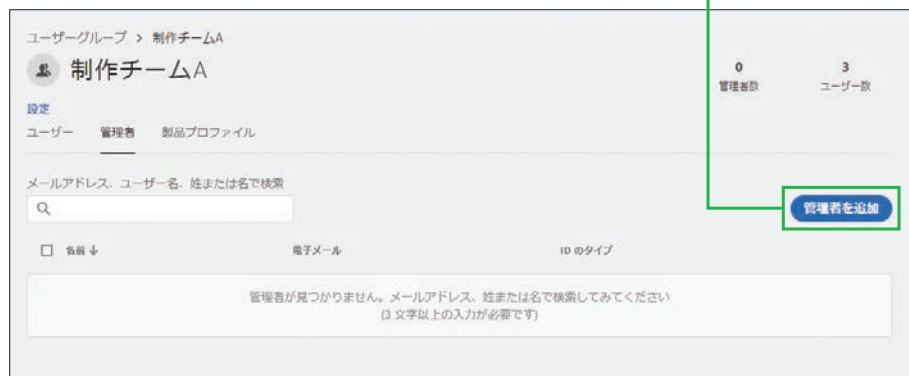 ユーザーグループ > 制作チームA
制作チームA
0
管理者数
3
ユーザー数
設定
ユーザー 管理者 製品プロファイル
メールアドレス、ユーザー名、姓または名で検索
管理者を追加
名前↓ 電子メール ID のタイプ
管理者が見つかりません。メールアドレス、姓または名で検索してみてください
(3 文字以上の入力が必要です)